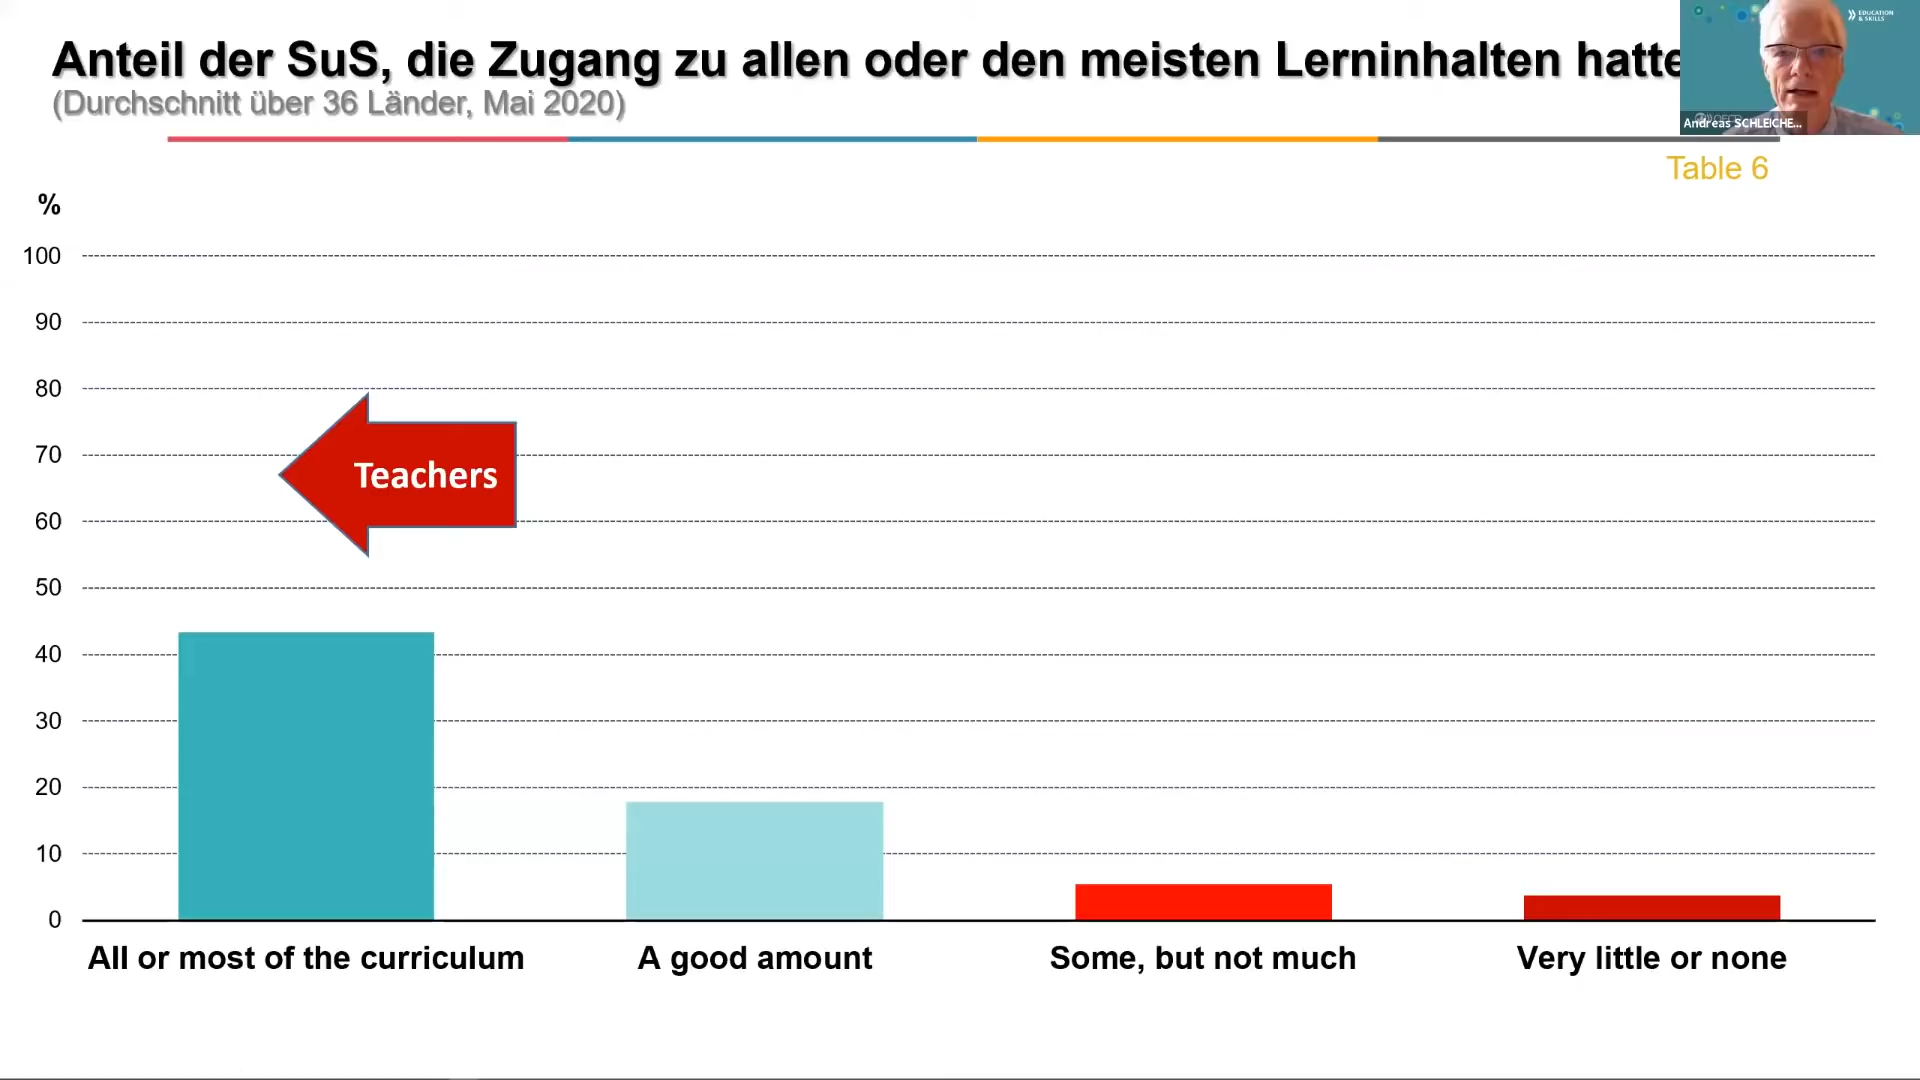 Anteil der SuS, die Zugang zu allen oder den meisten Lerninhalten hatte
(Durchschnitt über 36 Länder, Mai 2020)
EDUCATION
& SKILLS
Andreas SCHLEICHE...
Table 6
%
100
90
80
70
60
50
40
30
20
10
0
Teachers
All or most of the curriculum
A good amount
Some, but not much
Very little or none